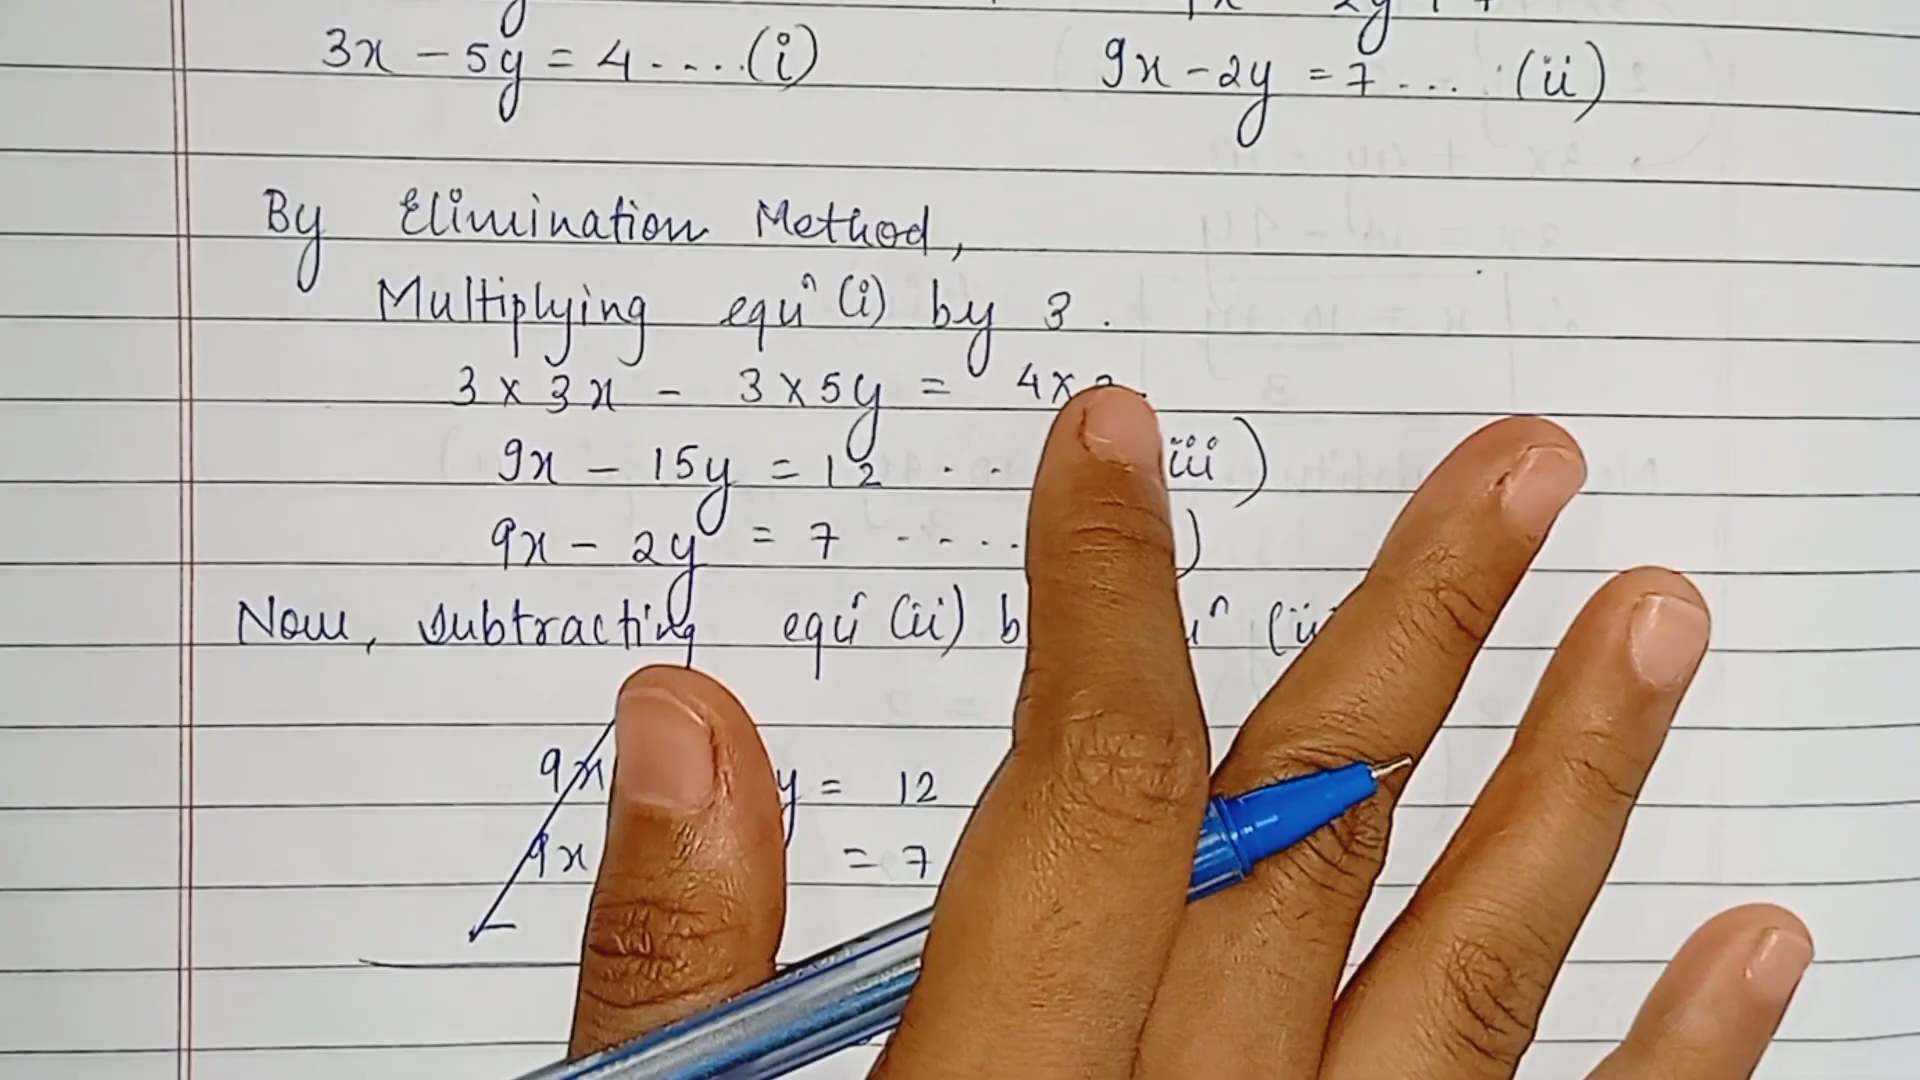 3x - 5y = 4 ....(i)
9x - 2y = 7 ... (ii)
By Elimination Method,
Multiplying equⁿ (i) by 3.
3 x 3x - 3 x 5y = 4 x
9x - 15y = 12 .. iii)
9x - 2y = 7 .... )
Now, subtracting equⁿ (ii)
9x y = 12
9x = 7